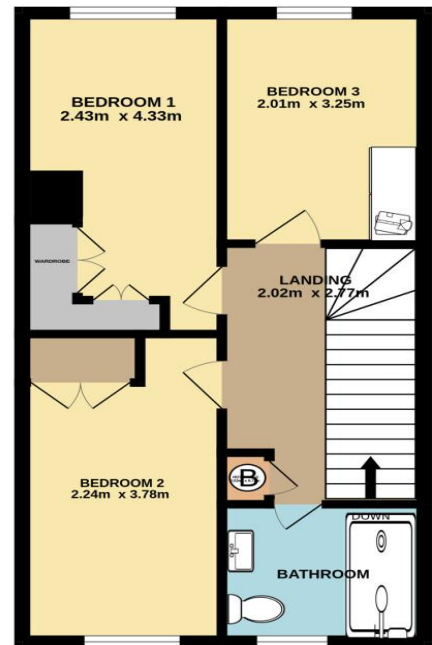 BEDROOM 1
2.43m x 4.33m
BEDROOM 3
2.01m x 3.25m
WARDROBE
LANDING
2.02m x 2.77m
BEDROOM 2
2.24m x 3.78m
B
DOWN
BATHROOM